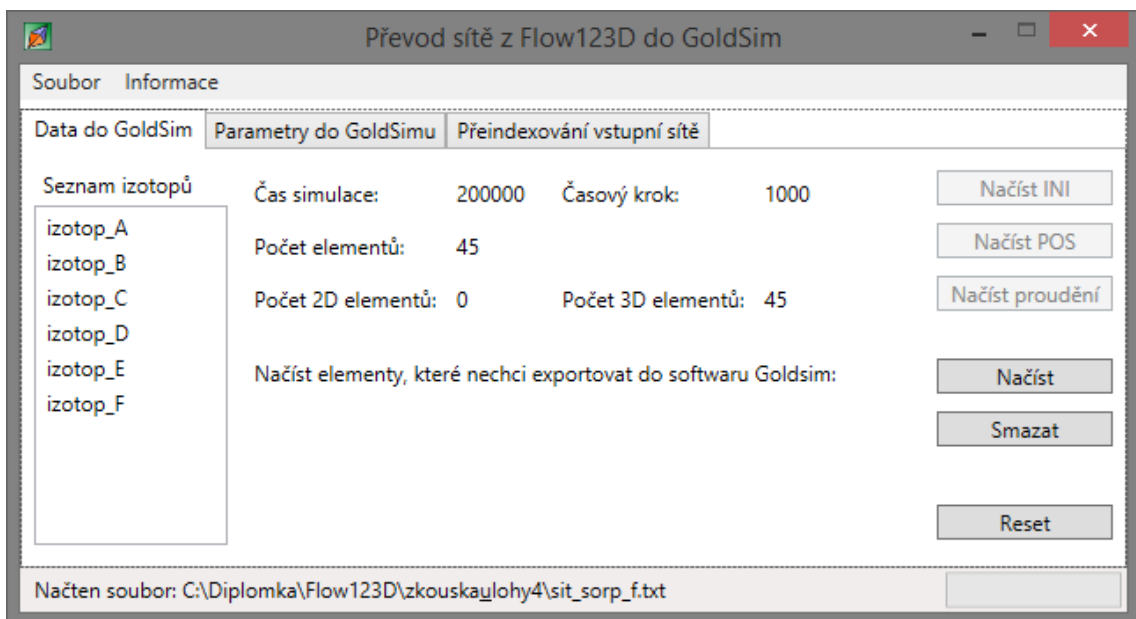 Převod sítě z Flow123D do GoldSim
Soubor Informace
Data do GoldSim Parametry do GoldSimu Přeindexování vstupní sítě
Seznam izotopů
izotop_A
izotop_B
izotop_C
izotop_D
izotop_E
izotop_F
Čas simulace: 200000 Časový krok: 1000
Počet elementů: 45
Počet 2D elementů: 0 Počet 3D elementů: 45
Načíst elementy, které nechci exportovat do softwaru Goldsim:
Načíst INI
Načíst POS
Načíst proudění
Načíst
Smazat
Reset
Načten soubor: C:\Diplomka\Flow123D\zkouskaulohy4\sit_sorp_f.txt